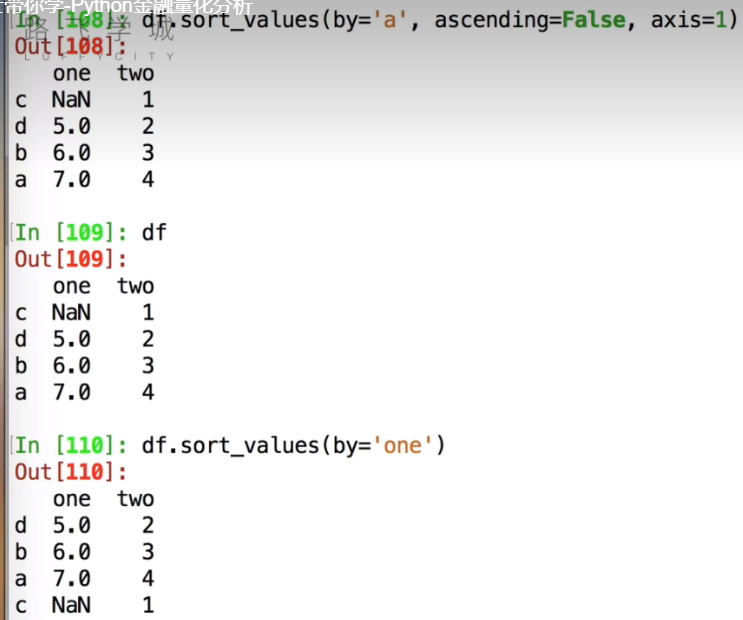 带你学-Python金融量化分析
In [108]: df.sort_values(by='a', ascending=False, axis=1)
路飞学城
Out[108]:
LUFFYCITY
one two
c NaN 1
d 5.0 2
b 6.0 3
a 7.0 4
In [109]: df
Out[109]:
one two
c NaN 1
d 5.0 2
b 6.0 3
a 7.0 4
In [110]: df.sort_values(by='one')
Out[110]:
one two
d 5.0 2
b 6.0 3
a 7.0 4
c NaN 1